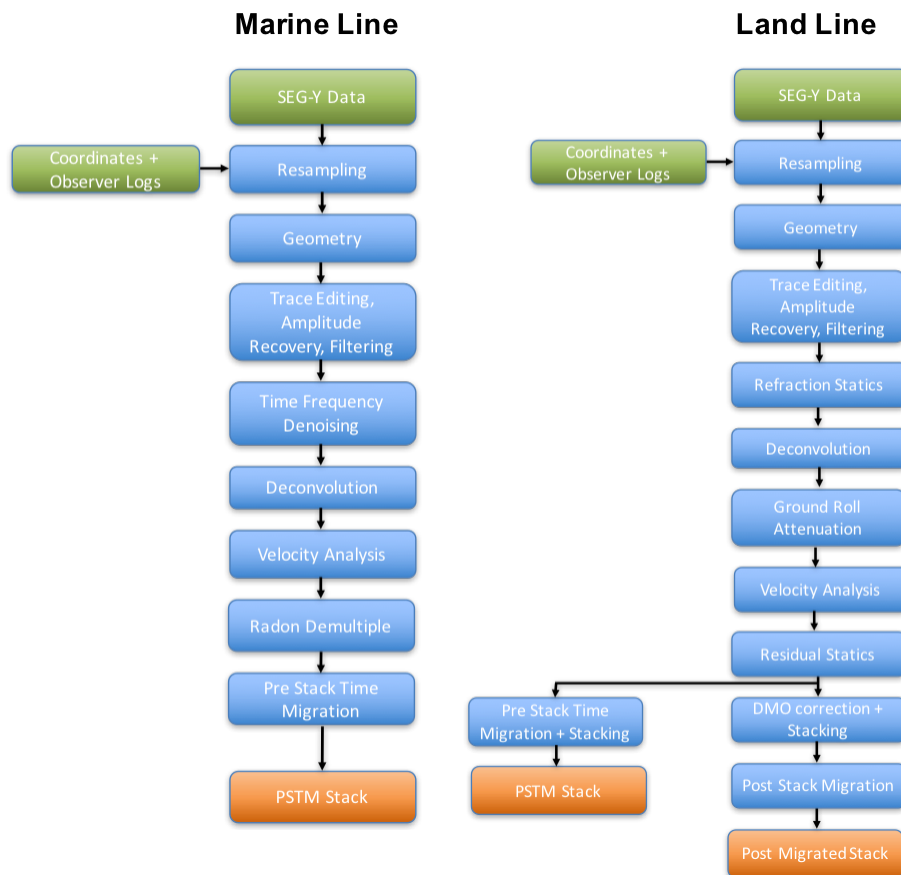 Marine Line
SEG-Y Data
Coordinates +
Observer Logs
Resampling
Geometry
Trace Editing,
Amplitude
Recovery, Filtering
Time Frequency
Denoising
Deconvolution
Velocity Analysis
Radon Demultiple
Pre Stack Time
Migration
PSTM Stack
Land Line
SEG-Y Data
Coordinates +
Observer Logs
Resampling
Geometry
Trace Editing,
Amplitude
Recovery, Filtering
Refraction Statics
Deconvolution
Ground Roll
Attenuation
Velocity Analysis
Residual Statics
Pre Stack Time
Migration + Stacking
PSTM Stack
DMO correction +
Stacking
Post Stack Migration
Post Migrated Stack